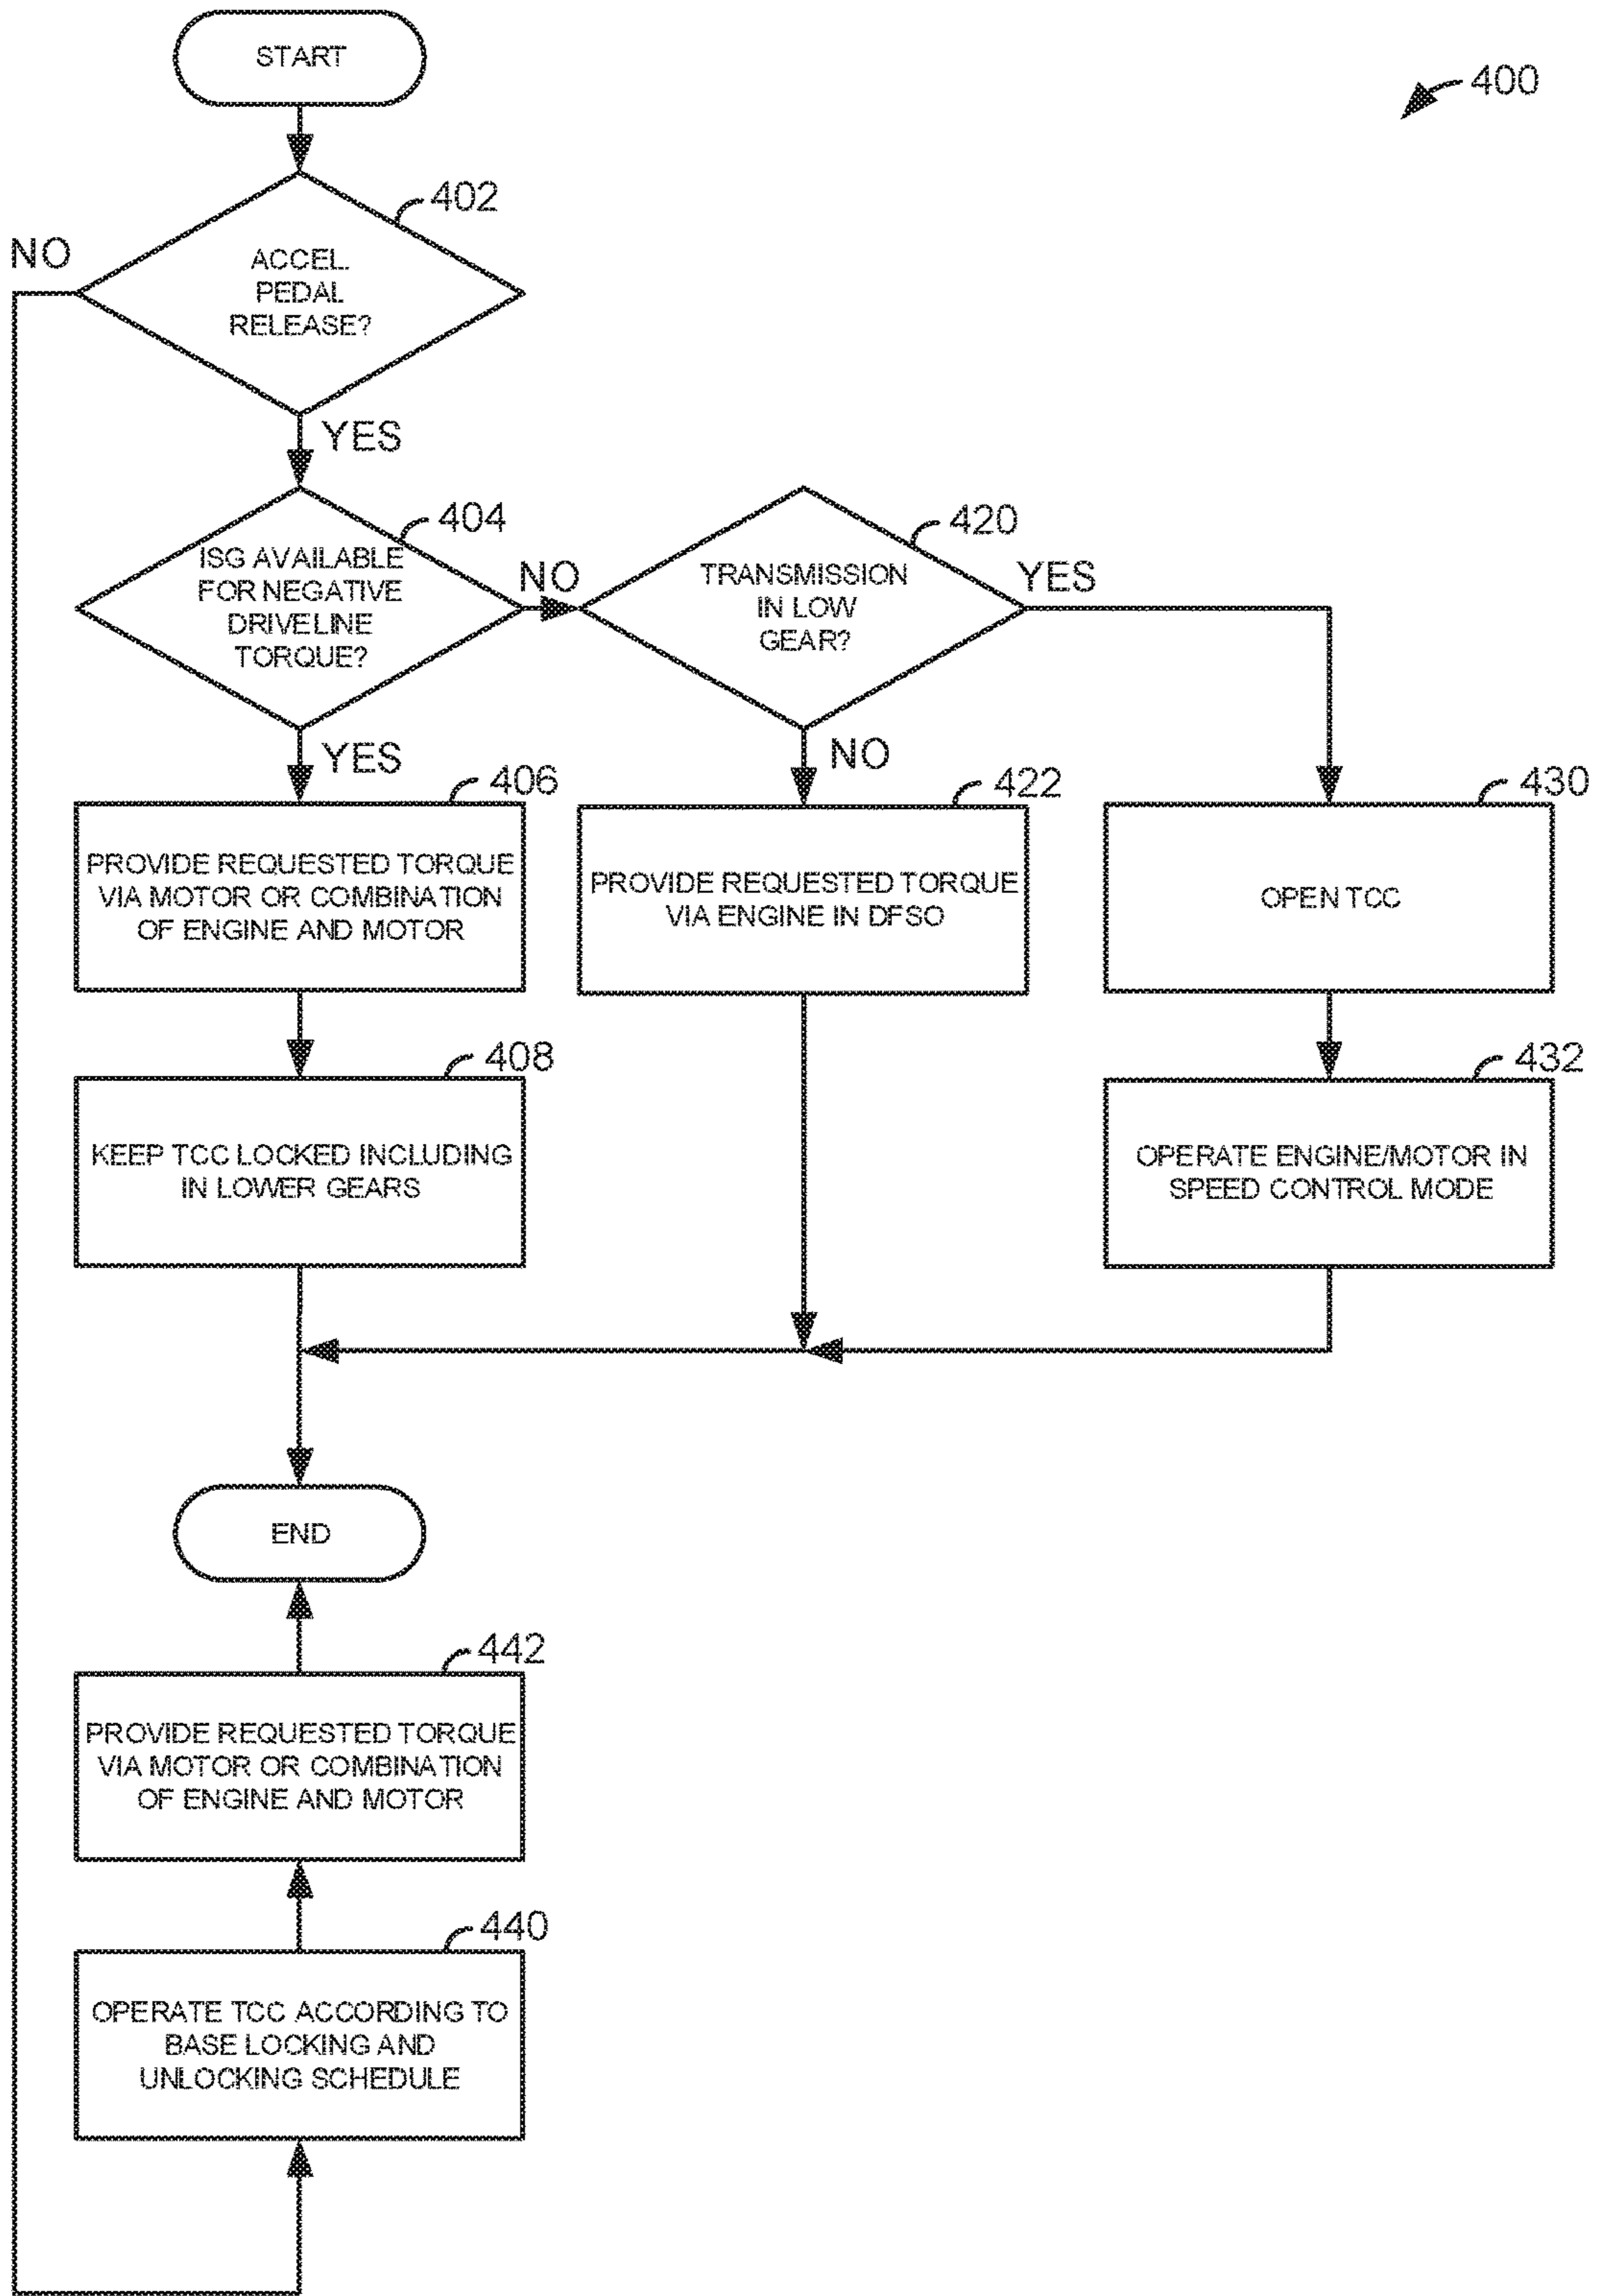 START
400
402
NO
ACCEL.
PEDAL
RELEASE?
YES
404
ISG AVAILABLE
FOR NEGATIVE
DRIVELINE
TORQUE?
NO
420
TRANSMISSION
IN LOW
GEAR?
YES
YES
NO
406
PROVIDE REQUESTED TORQUE
VIA MOTOR OR COMBINATION
OF ENGINE AND MOTOR
422
PROVIDE REQUESTED TORQUE
VIA ENGINE IN DFSO
430
OPEN TCC
408
KEEP TCC LOCKED INCLUDING
IN LOWER GEARS
432
OPERATE ENGINE/MOTOR IN
SPEED CONTROL MODE
END
442
PROVIDE REQUESTED TORQUE
VIA MOTOR OR COMBINATION
OF ENGINE AND MOTOR
440
OPERATE TCC ACCORDING TO
BASE LOCKING AND
UNLOCKING SCHEDULE